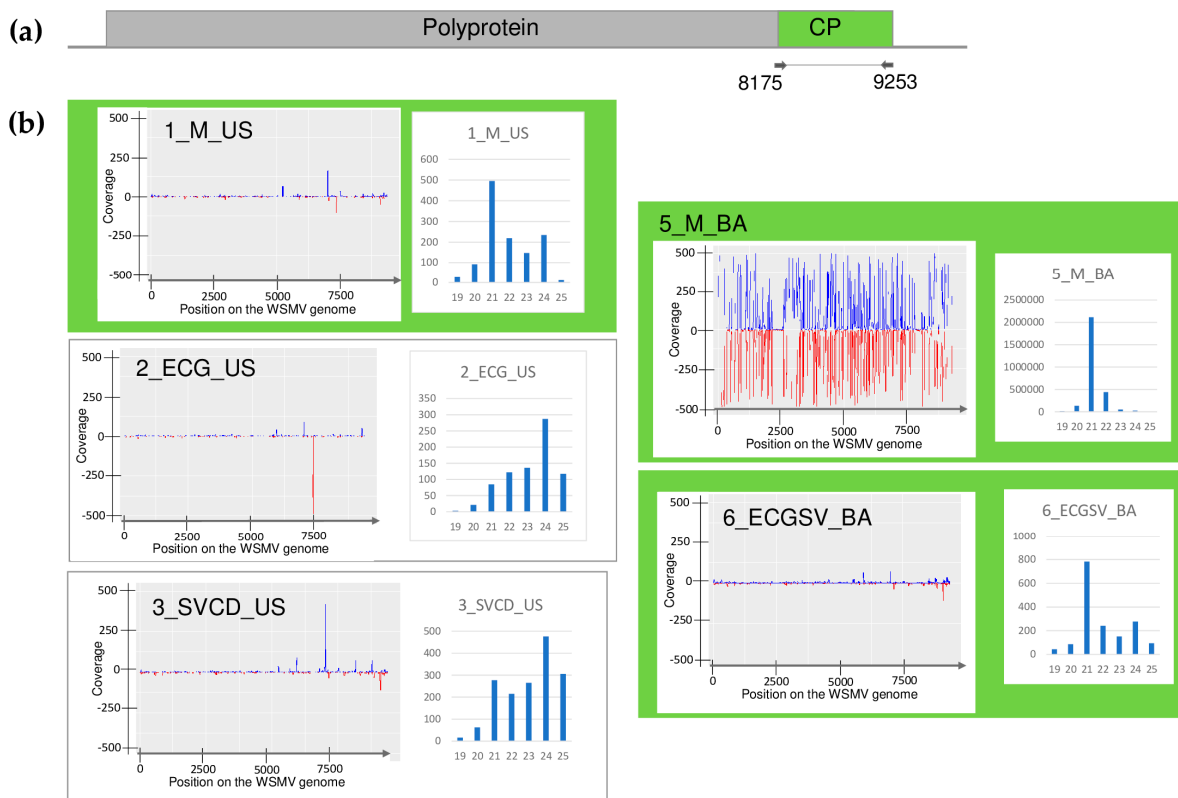 (a)
Polyprotein
CP
8175
9253
(b)
1_M_US
500
250
0
-250
-500
Coverage
0 2500 5000 7500
Position on the WSMV genome
1_M_US
600
500
400
300
200
100
0
19 20 21 22 23 24 25
2_ECG_US
500
250
0
-250
-500
Coverage
0 2500 5000 7500
Position on the WSMV genome
2_ECG_US
350
300
250
200
150
100
50
0
19 20 21 22 23 24 25
3_SVCD_US
500
250
0
-250
-500
Coverage
0 2500 5000 7500
Position on the WSMV genome
3_SVCD_US
500
400
300
200
100
0
19 20 21 22 23 24 25
5_M_BA
500
250
0
-250
-500
Coverage
0 2500 5000 7500
Position on the WSMV genome
5_M_BA
2500000
2000000
1500000
1000000
500000
0
19 20 21 22 23 24 25
6_ECGSV_BA
500
250
0
-250
-500
Coverage
0 2500 5000 7500
Position on the WSMV genome
6_ECGSV_BA
1000
800
600
400
200
0
19 20 21 22 23 24 25